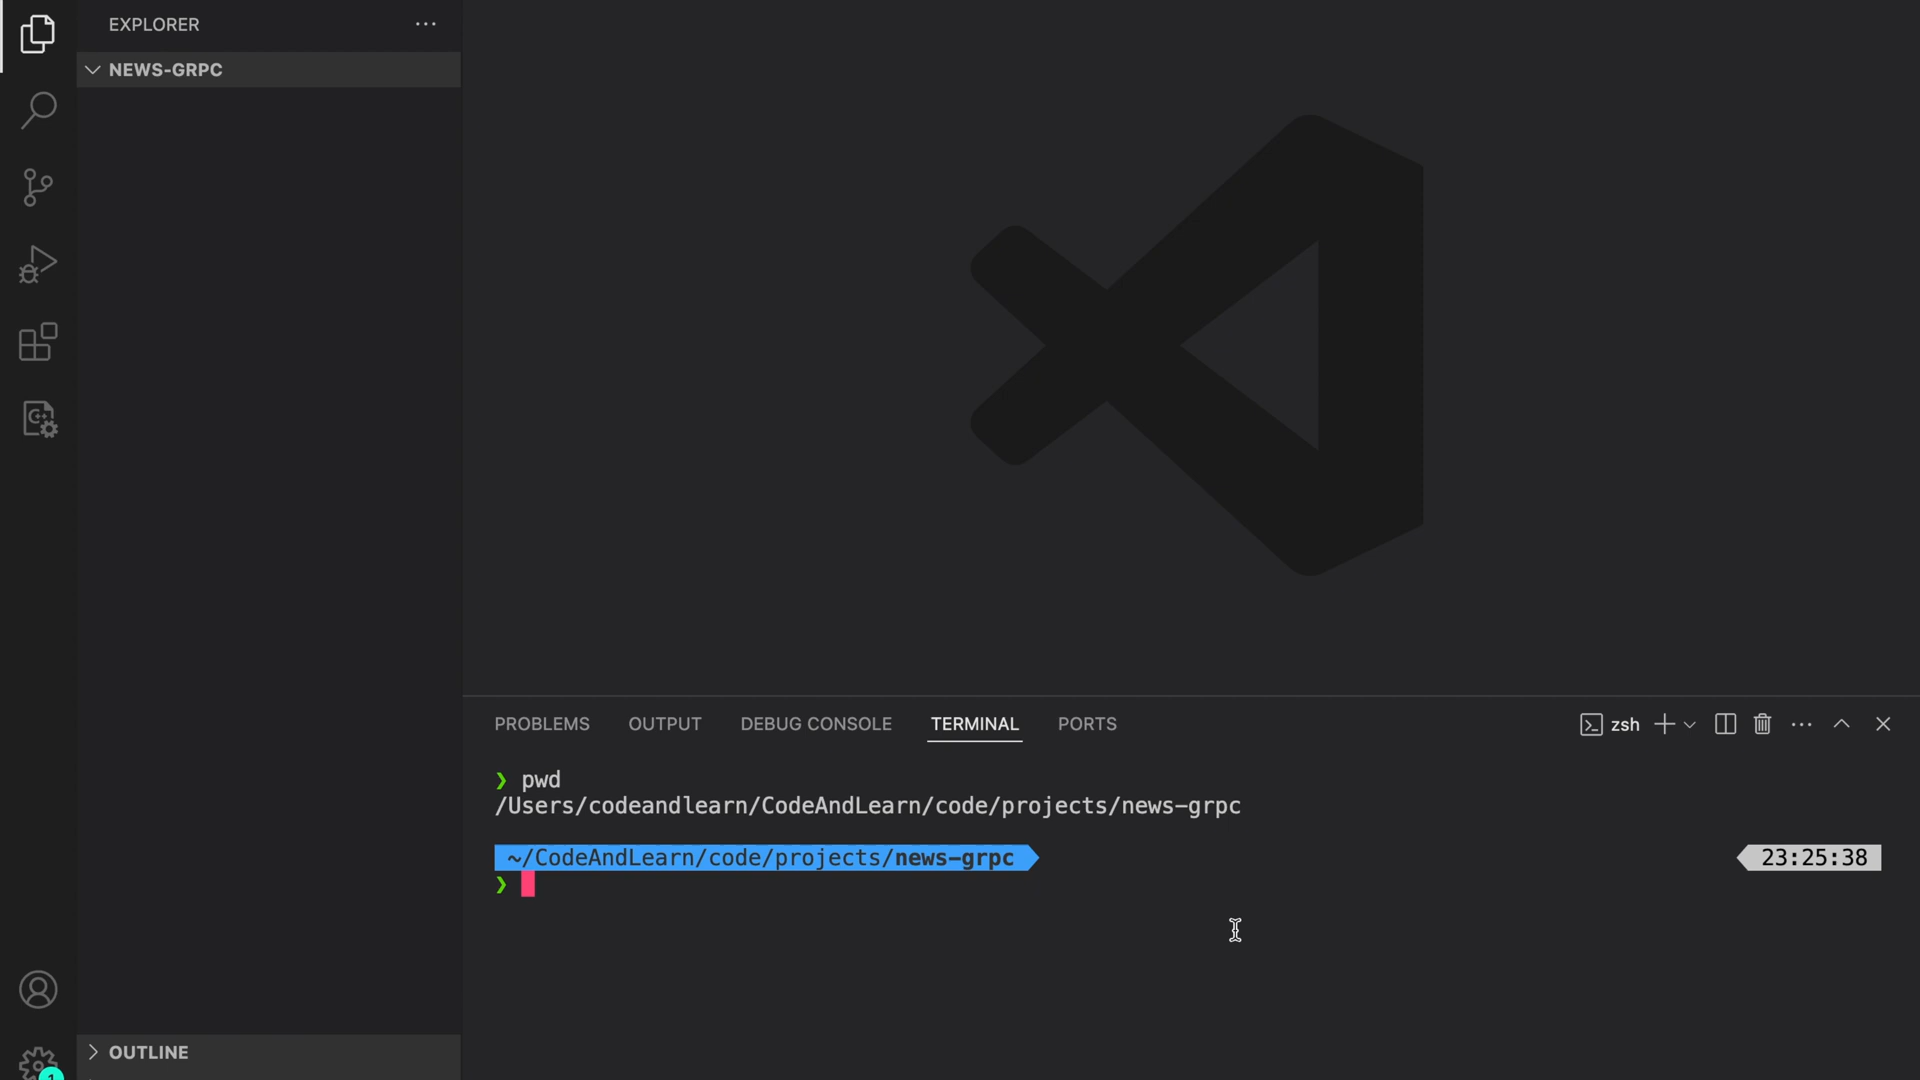 EXPLORER
NEWS-GRPC
PROBLEMS OUTPUT DEBUG CONSOLE TERMINAL PORTS zsh
❯ pwd
/Users/codeandlearn/CodeAndLearn/code/projects/news-grpc
~/CodeAndLearn/code/projects/news-grpc 23:25:38
❯
OUTLINE